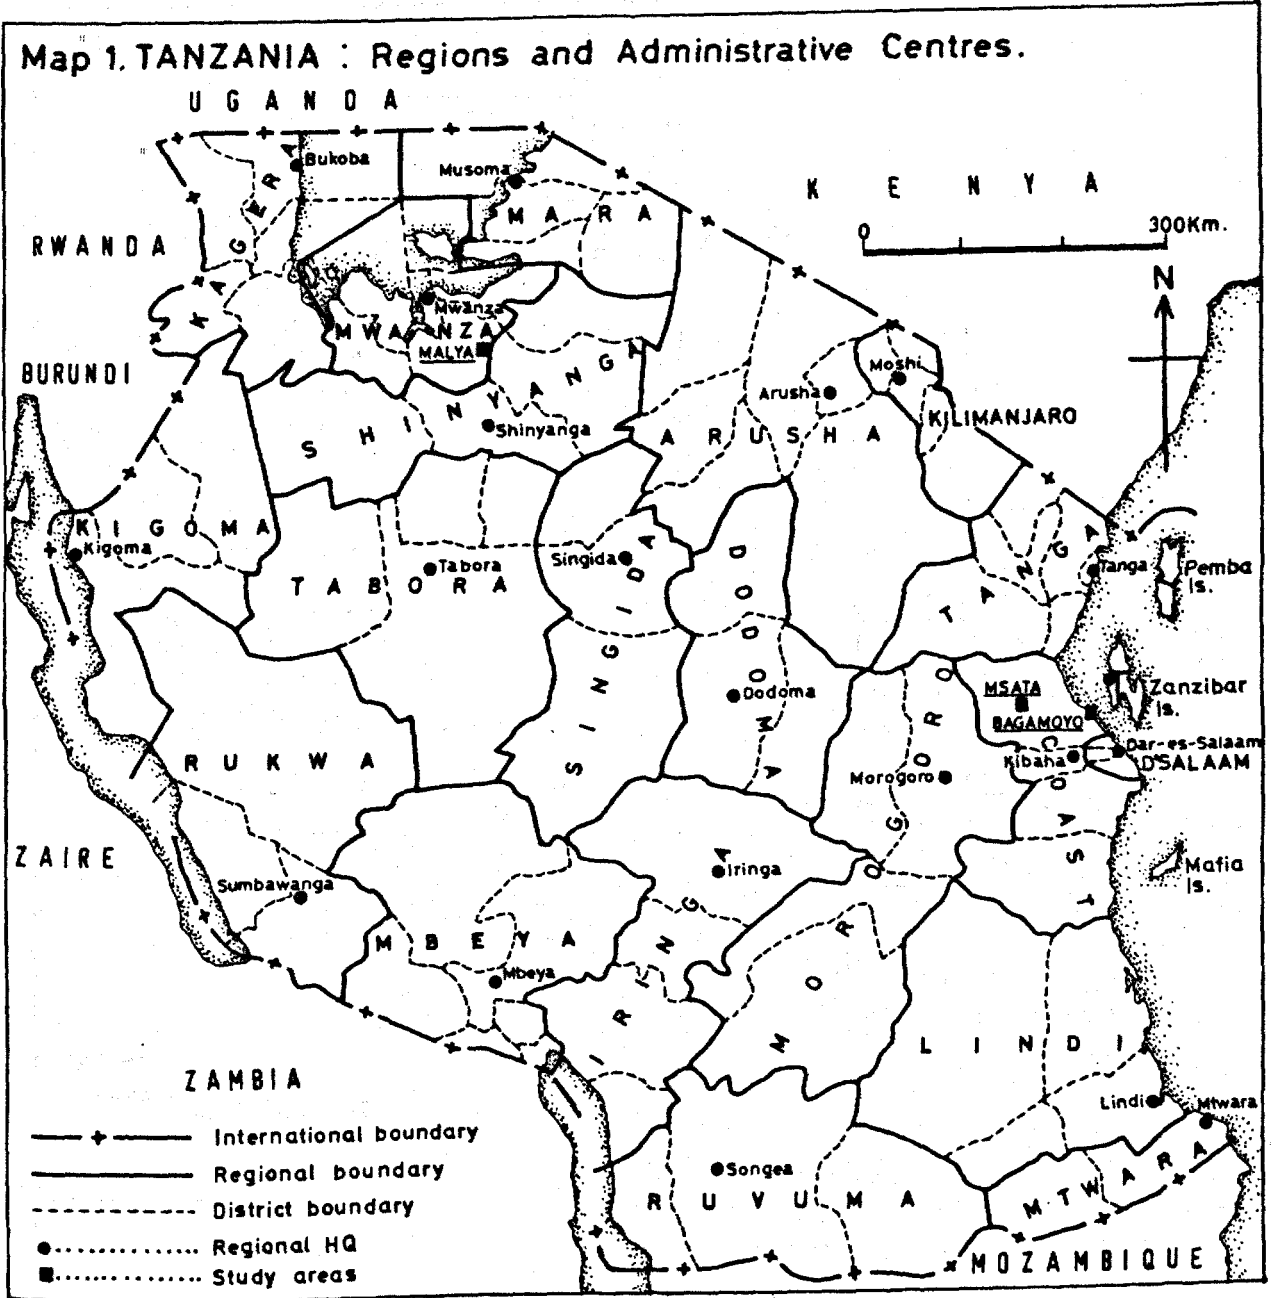 Map 1. TANZANIA : Regions and Administrative Centres.
UGANDA
KENYA
RWANDA
BURUNDI
ZAIRE
ZAMBIA
MOZAMBIQUE
0 300Km.
N
KAGERA
Bukoba
Musoma
MARA
Mwanza
MWANZA
MALYA
SHINYANGA
Shinyanga
Arusha
ARUSHA
Moshi
KILIMANJARO
KIGOMA
Kigoma
TABORA
Tabora
Singida
SINGIDA
DODOMA
Dodoma
TANGA
Tanga
Pemba
Is.
Zanzibar
Is.
MSATA
BAGAMOYO
Kibaha
Dar-es-Salaam
D'SALAAM
COAST
Mafia
Is.
Morogoro
MOROGORO
RUKWA
Sumbawanga
MBEYA
Mbeya
Iringa
IRINGA
LINDI
Lindi
Mtwara
MTWARA
Songea
RUVUMA
International boundary
Regional boundary
District boundary
Regional HQ
Study areas